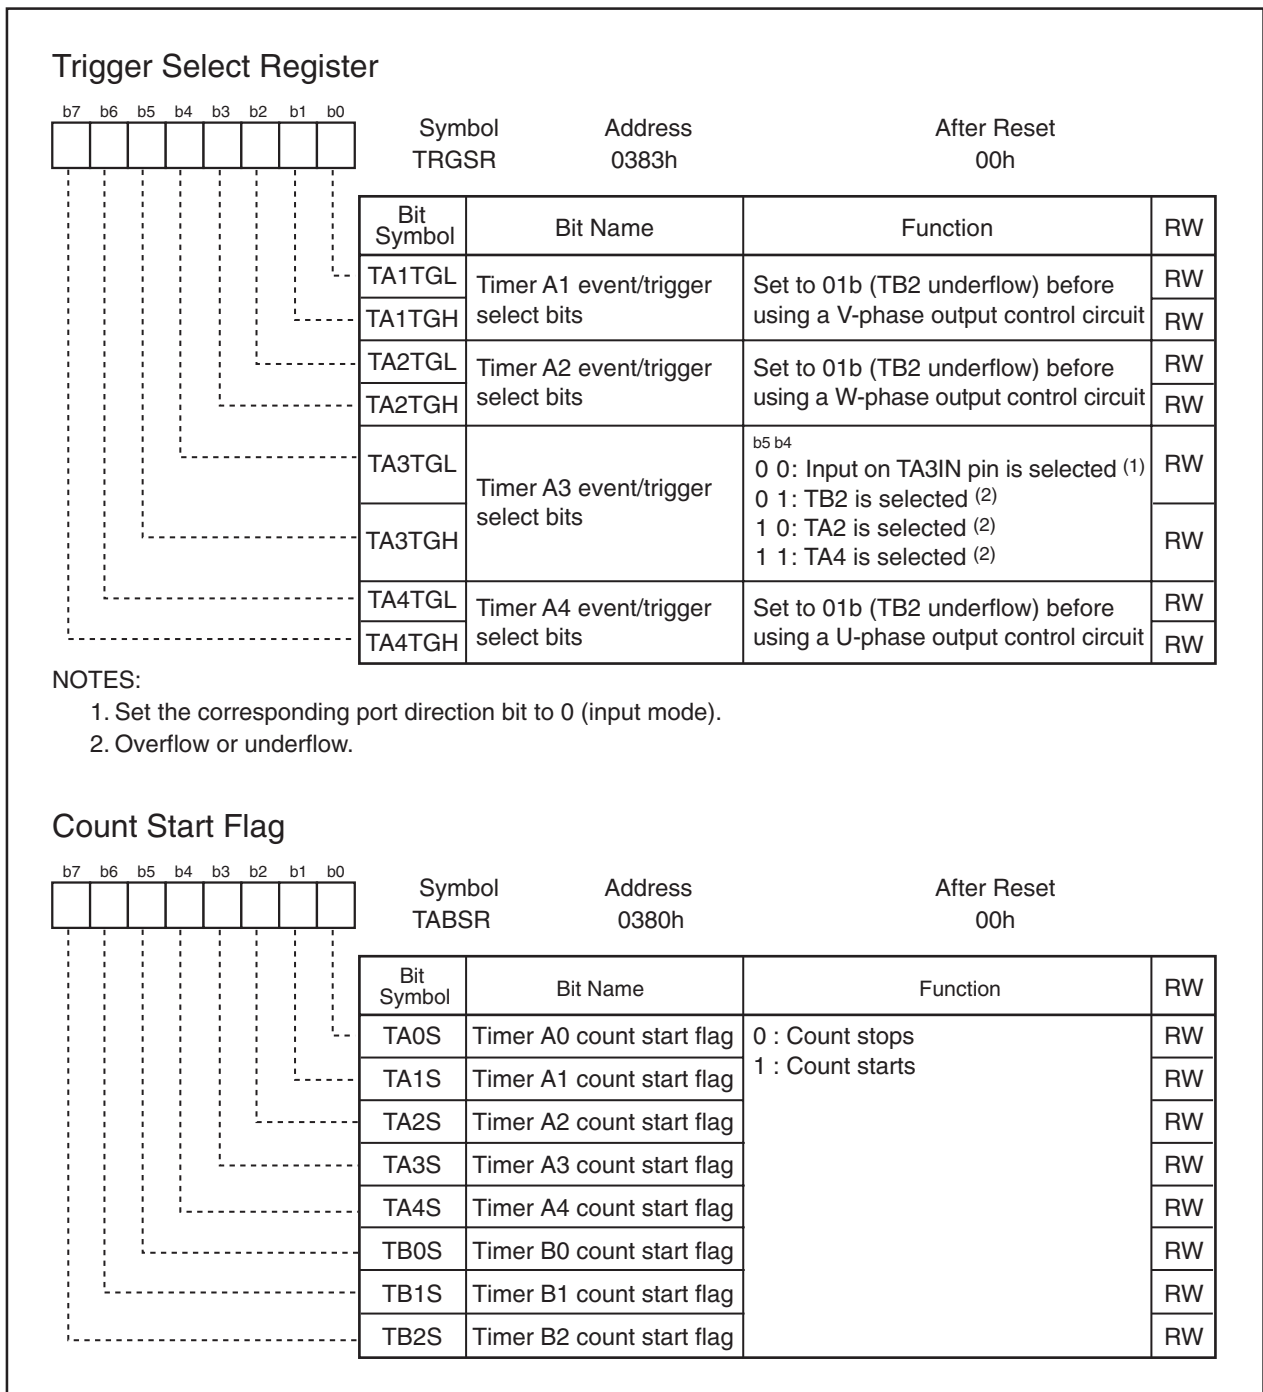 Trigger Select Register
b7 b6 b5 b4 b3 b2 b1 b0
Symbol Address After Reset
TRGSR 0383h 00h
Bit Symbol Bit Name Function RW
TA1TGL Timer A1 event/trigger select bits Set to 01b (TB2 underflow) before using a V-phase output control circuit RW
TA1TGH RW
TA2TGL Timer A2 event/trigger select bits Set to 01b (TB2 underflow) before using a W-phase output control circuit RW
TA2TGH RW
TA3TGL Timer A3 event/trigger select bits b5 b4 RW
0 0: Input on TA3IN pin is selected (1)
0 1: TB2 is selected (2)
TA3TGH 1 0: TA2 is selected (2) RW
1 1: TA4 is selected (2)
TA4TGL Timer A4 event/trigger select bits Set to 01b (TB2 underflow) before using a U-phase output control circuit RW
TA4TGH RW
NOTES:
1. Set the corresponding port direction bit to 0 (input mode).
2. Overflow or underflow.
Count Start Flag
b7 b6 b5 b4 b3 b2 b1 b0
Symbol Address After Reset
TABSR 0380h 00h
Bit Symbol Bit Name Function RW
TA0S Timer A0 count start flag 0 : Count stops RW
TA1S Timer A1 count start flag 1 : Count starts RW
TA2S Timer A2 count start flag RW
TA3S Timer A3 count start flag RW
TA4S Timer A4 count start flag RW
TB0S Timer B0 count start flag RW
TB1S Timer B1 count start flag RW
TB2S Timer B2 count start flag RW